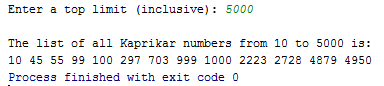 Enter a top limit (inclusive): 5000
The list of all Kaprikar numbers from 10 to 5000 is:
10 45 55 99 100 297 703 999 1000 2223 2728 4879 4950
Process finished with exit code 0